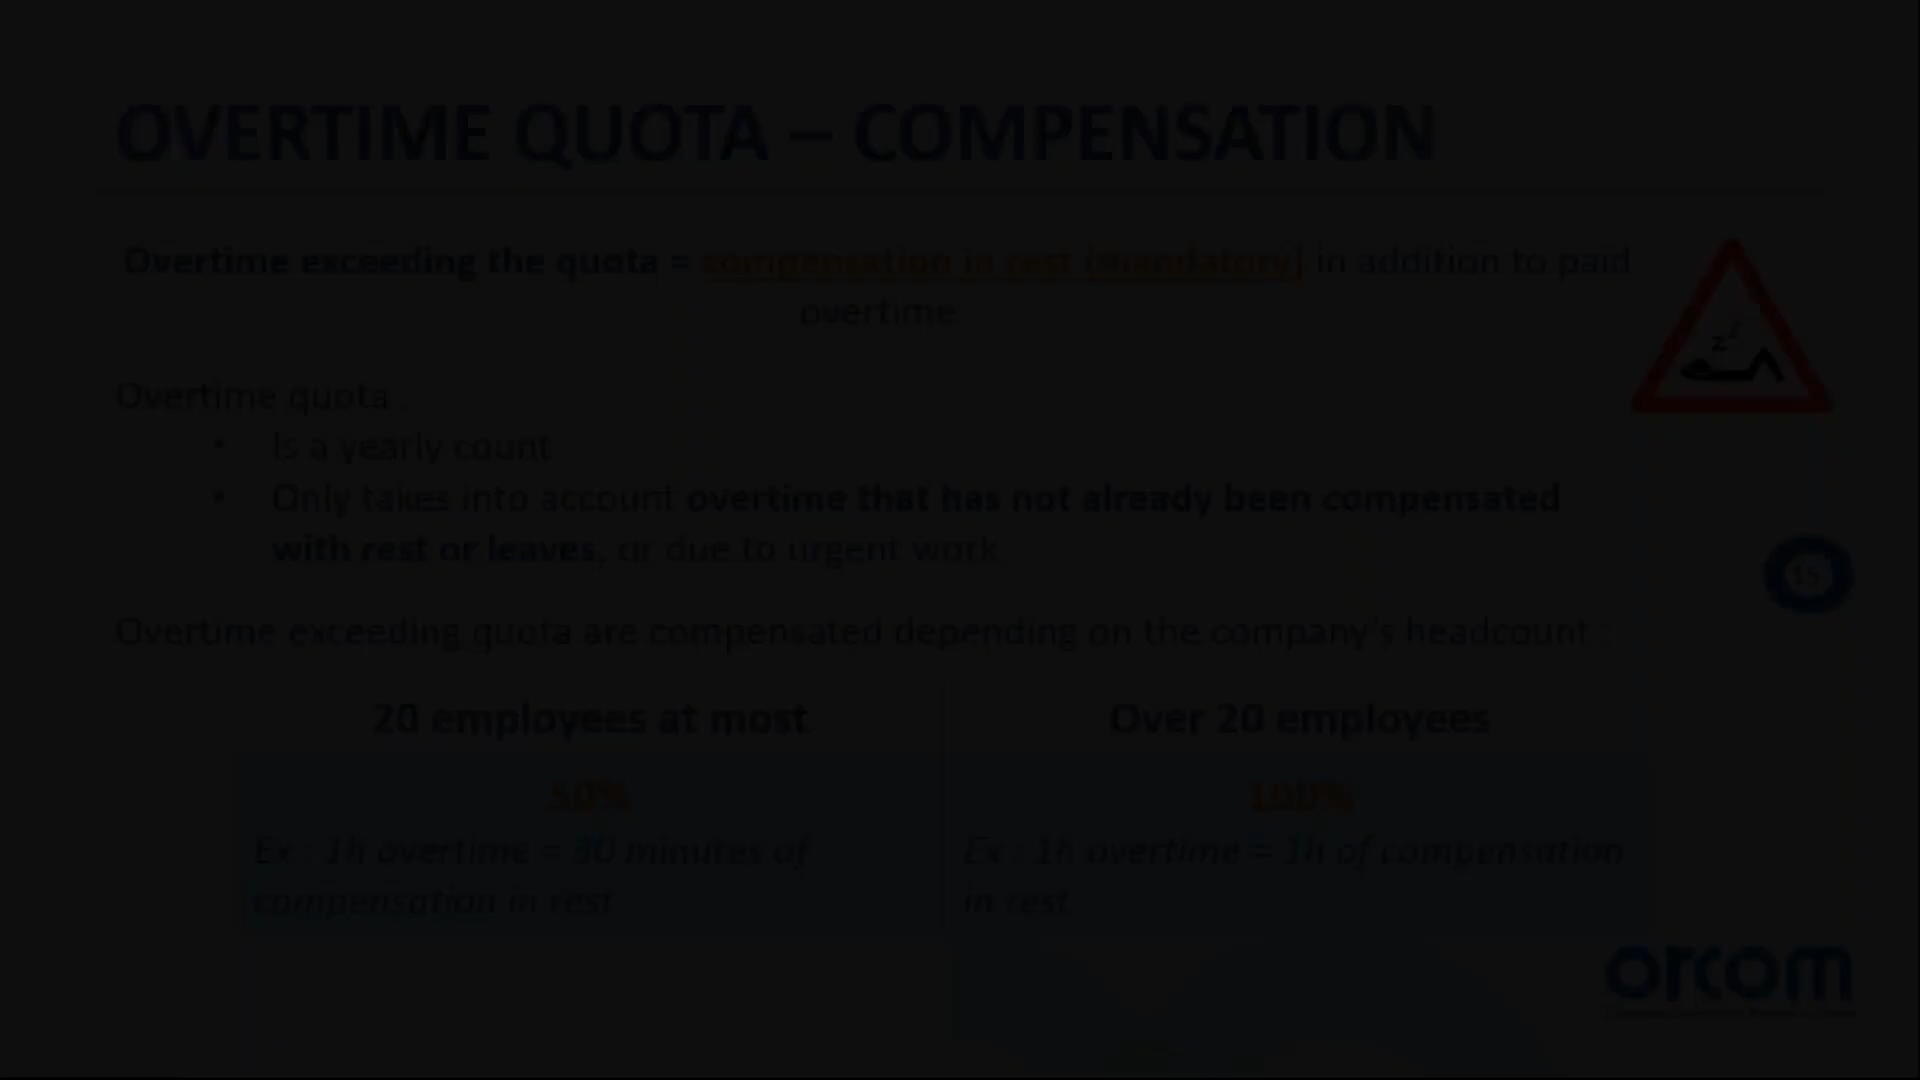 OVERTIME QUOTA – COMPENSATION
Overtime exceeding the quota = compensation in rest (mandatory) in addition to paid
overtime
z z
Overtime quota :
• Is a yearly count
• Only takes into account overtime that has not already been compensated
with rest or leaves, or due to urgent work
15
Overtime exceeding quota are compensated depending on the company's headcount :
20 employees at most
Over 20 employees
50%
100%
Ex : 1h overtime = 30 minutes of
compensation in rest
Ex : 1h overtime = 1h of compensation
in rest
orcom